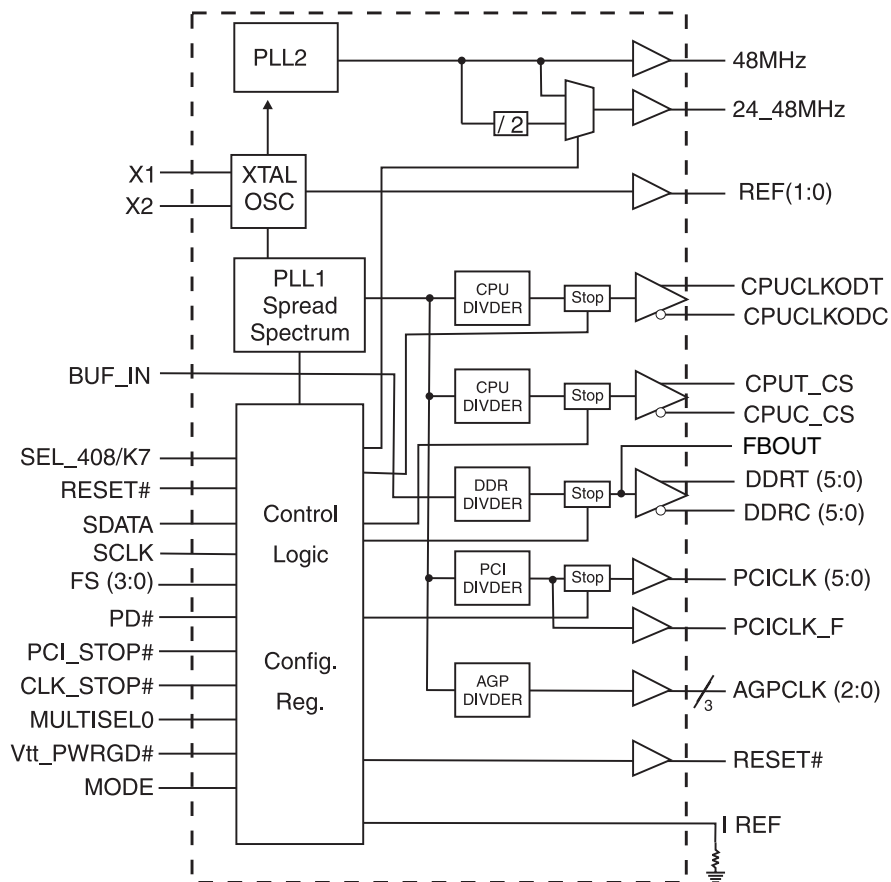 PLL2
48MHz
/ 2
24_48MHz
X1
X2
XTAL
OSC
REF(1:0)
PLL1
Spread
Spectrum
CPU
DIVDER
Stop
CPUCLKODT
CPUCLKODC
BUF_IN
CPU
DIVDER
Stop
CPUT_CS
CPUC_CS
FBOUT
SEL_408/K7
RESET#
SDATA
SCLK
FS (3:0)
PD#
PCI_STOP#
CLK_STOP#
MULTISEL0
Vtt_PWRGD#
MODE
Control
Logic
Config.
Reg.
DDR
DIVDER
Stop
DDRT (5:0)
DDRC (5:0)
PCI
DIVDER
Stop
PCICLK (5:0)
PCICLK_F
AGP
DIVDER
AGPCLK (2:0)
3
RESET#
I REF